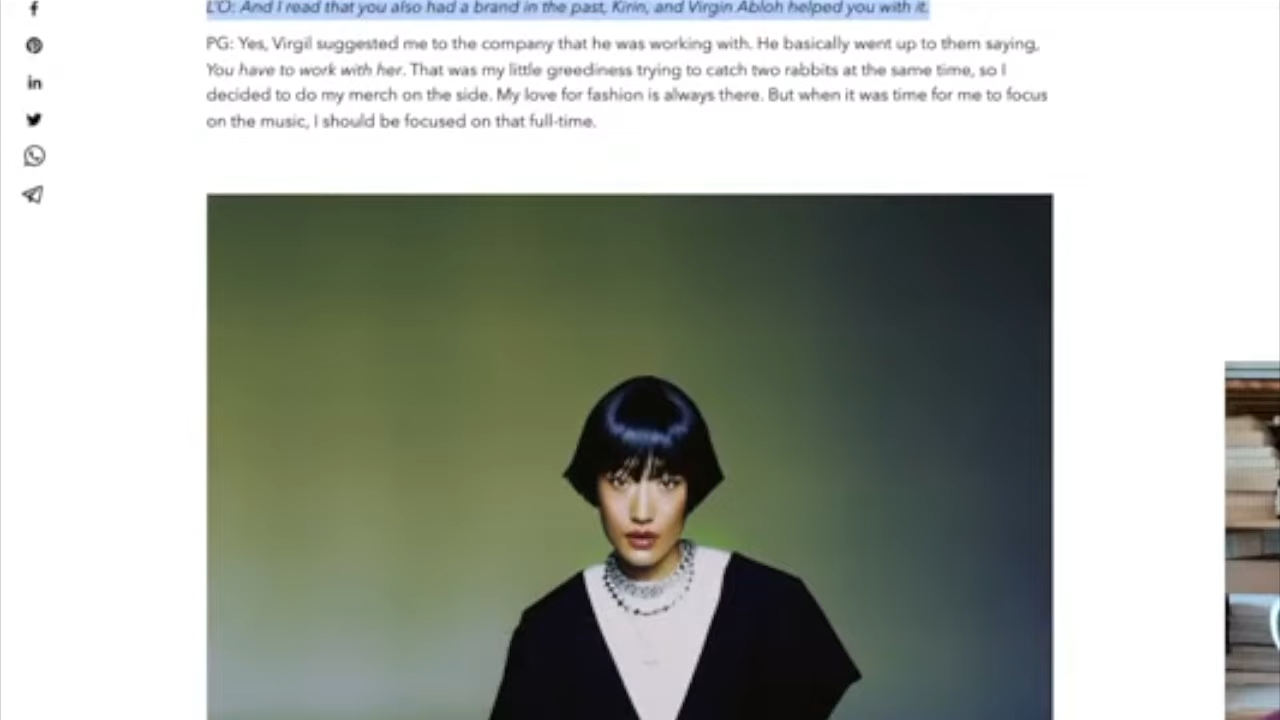 L'O: And I read that you also had a brand in the past, Kirin, and Virgin Abloh helped you with it.
PG: Yes, Virgil suggested me to the company that he was working with. He basically went up to them saying,
You have to work with her. That was my little greediness trying to catch two rabbits at the same time, so I
decided to do my merch on the side. My love for fashion is always there. But when it was time for me to focus
on the music, I should be focused on that full-time.